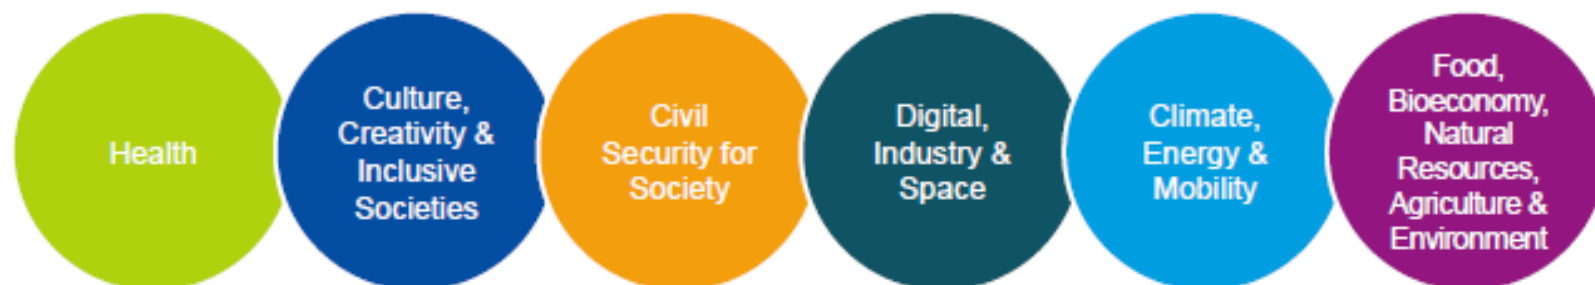 Health
Culture,
Creativity &
Inclusive
Societies
Civil
Security for
Society
Digital,
Industry &
Space
Climate,
Energy &
Mobility
Food,
Bioeconomy,
Natural
Resources,
Agriculture &
Environment